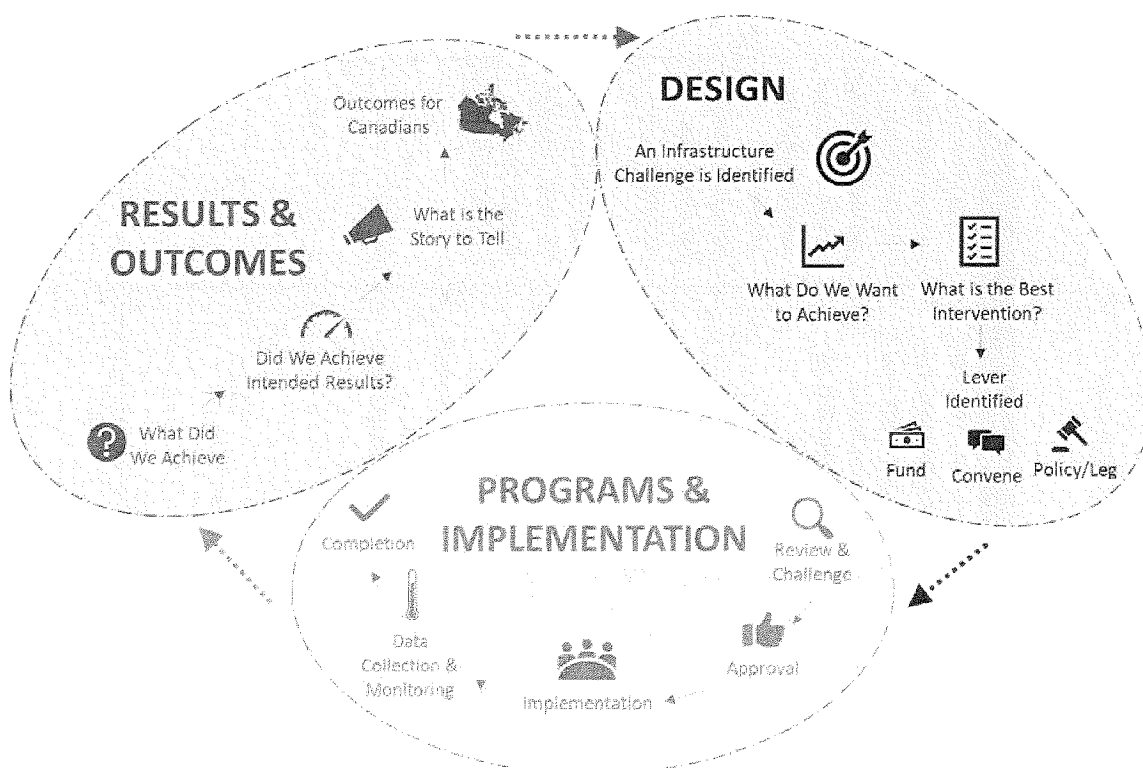 DESIGN
An Infrastructure
Challenge is Identified
What Do We Want
to Achieve?
What is the Best
Intervention?
Lever
Identified
Fund
Convene
Policy/Leg
PROGRAMS &
IMPLEMENTATION
Review &
Challenge
Approval
Implementation
Data
Collection &
Monitoring
Completion
RESULTS &
OUTCOMES
What Did
We Achieve
Did We Achieve
Intended Results?
What is the
Story to Tell
Outcomes for
Canadians